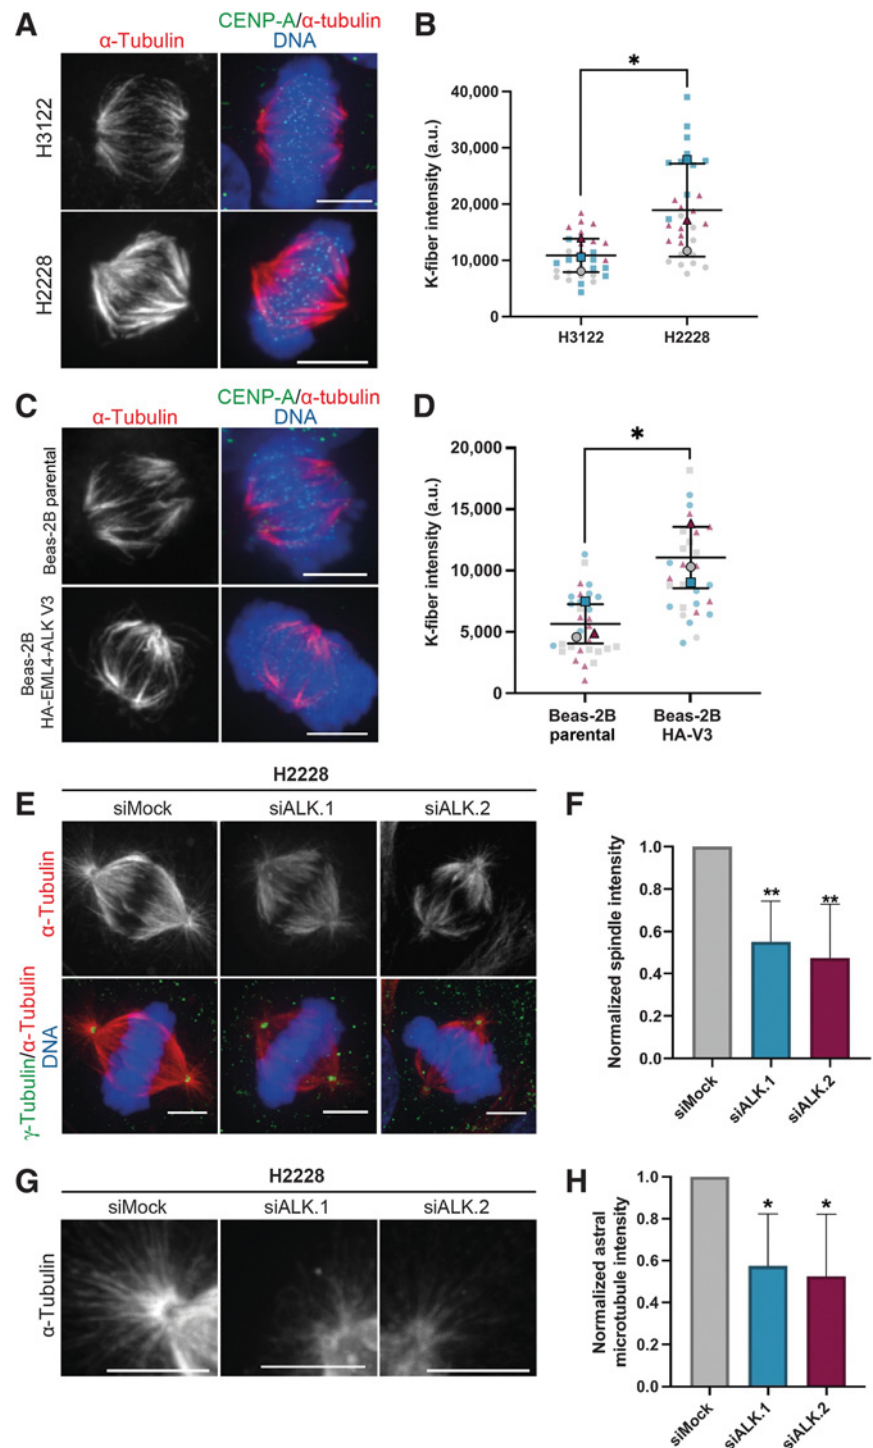 A
α-Tubulin
CENP-A/α-tubulin
DNA
H3122
H2228
B
*
K-fiber intensity (a.u.)
40,000
30,000
20,000
10,000
0
H3122
H2228
C
α-Tubulin
CENP-A/α-tubulin
DNA
Beas-2B parental
Beas-2B
HA-EML4-ALK V3
D
*
K-fiber intensity (a.u.)
20,000
15,000
10,000
5,000
0
Beas-2B
parental
Beas-2B
HA-V3
E
H2228
siMock
siALK.1
siALK.2
α-Tubulin
γ-Tubulin/α-Tubulin
DNA
F
Normalized spindle intensity
1.0
0.8
0.6
0.4
0.2
0.0
**
**
siMock
siALK.1
siALK.2
G
H2228
siMock
siALK.1
siALK.2
α-Tubulin
H
Normalized astral
microtubule intensity
1.0
0.8
0.6
0.4
0.2
0.0
*
*
siMock
siALK.1
siALK.2